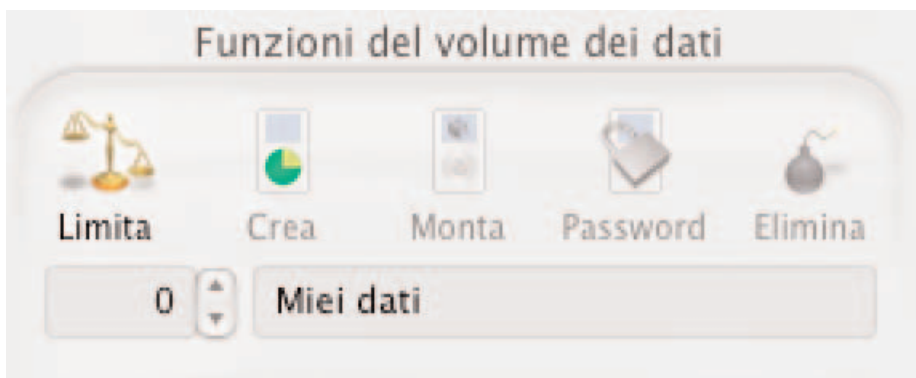 Funzioni del volume dei dati
Limita Crea Monta Password Elimina
0 Miei dati